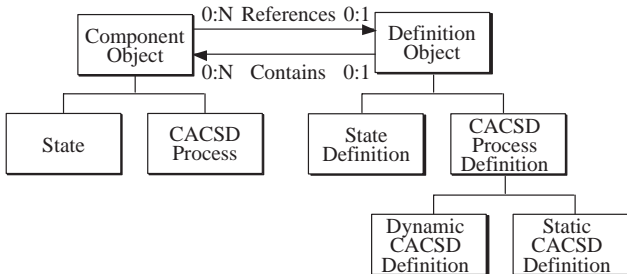 0:N References 0:1
Component
Object
Definition
Object
0:N Contains 0:1
State
CACSD
Process
State
Definition
CACSD
Process
Definition
Dynamic
CACSD
Definition
Static
CACSD
Definition